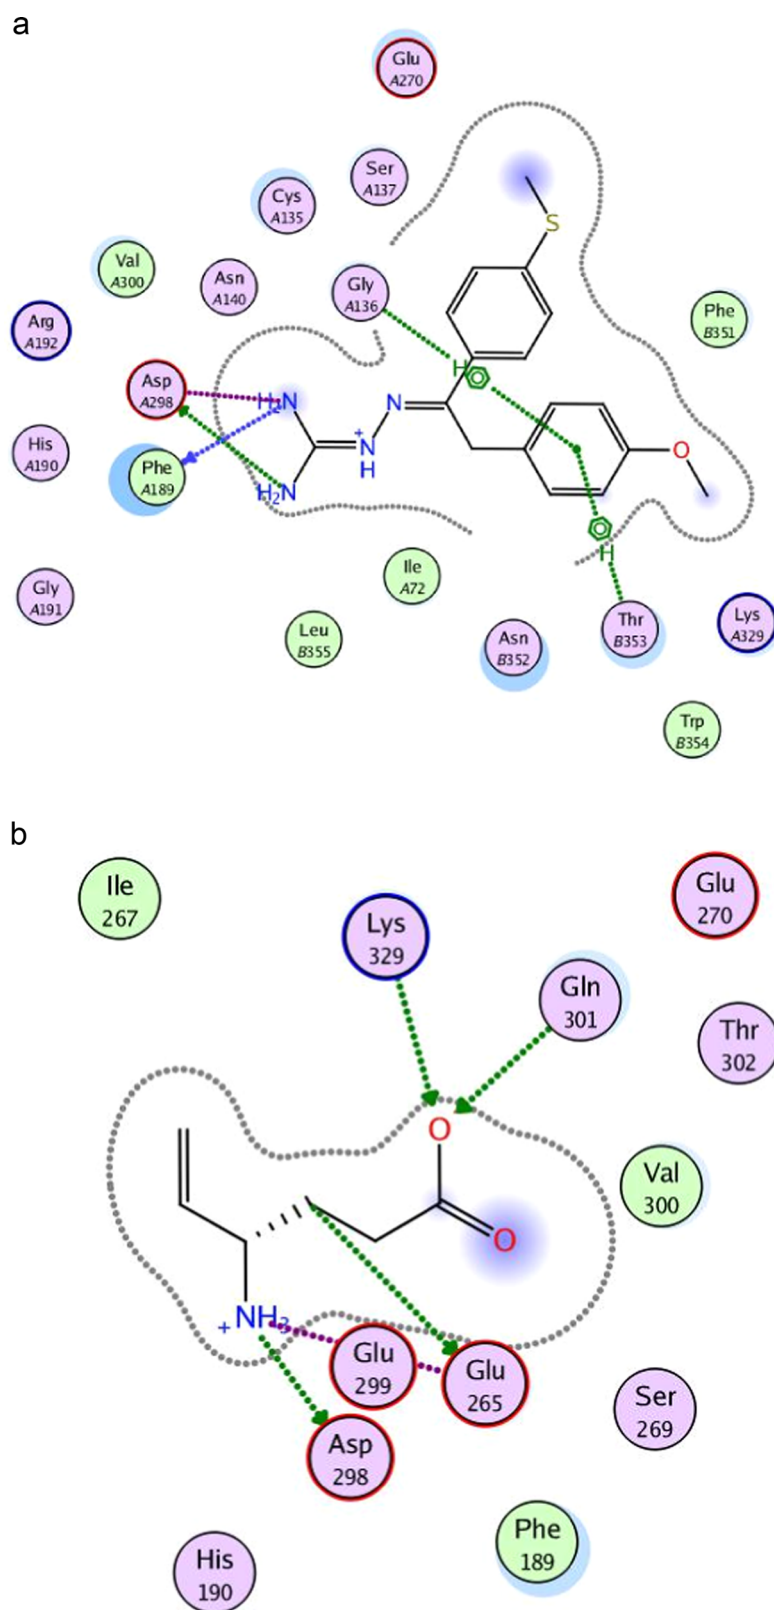 a
Glu
A270
Ser
A137
Cys
A135
S
Val
A300
Asn
A140
Gly
A136
Phe
B351
Arg
A192
Asp
A298
H
H₂N
N
+
N
H
O
His
A190
Phe
A189
H₂N
H
Ile
A72
Gly
A191
Leu
B355
Asn
B352
Thr
B353
Lys
A329
Trp
B354
b
Ile
267
Lys
329
Glu
270
Gln
301
Thr
302
O
Val
300
O
+NH₃
Glu
299
Glu
265
Ser
269
Asp
298
Phe
189
His
190